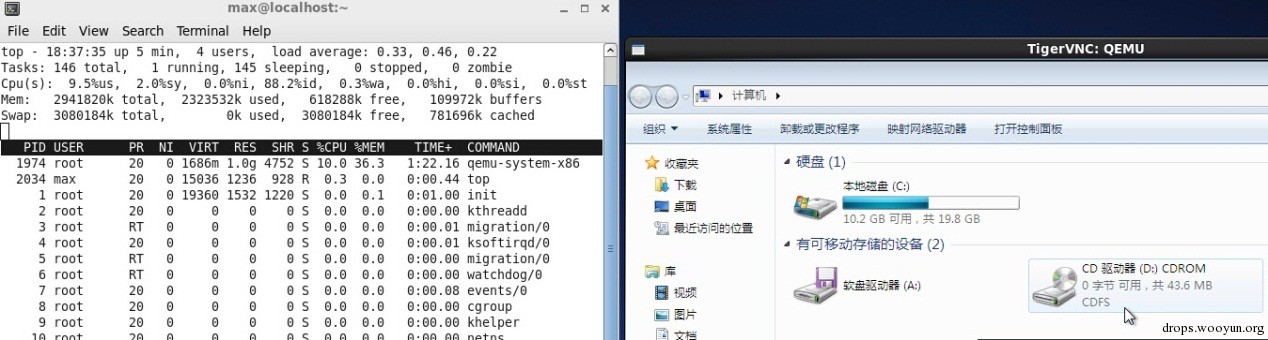 max@localhost:~
File Edit View Search Terminal Help
top - 18:37:35 up 5 min,  4 users,  load average: 0.33, 0.46, 0.22
Tasks: 146 total,   1 running, 145 sleeping,   0 stopped,   0 zombie
Cpu(s):  9.5%us,  2.0%sy,  0.0%ni, 88.2%id,  0.3%wa,  0.0%hi,  0.0%si,  0.0%st
Mem:   2941820k total,  2323532k used,   618288k free,   109972k buffers
Swap:  3080184k total,        0k used,  3080184k free,   781696k cached
PID USER      PR  NI  VIRT  RES  SHR S %CPU %MEM    TIME+  COMMAND
1974 root      20   0 1686m 1.0g 4752 S 10.0 36.3   1:22.16 qemu-system-x86
2034 max       20   0 15036 1236  928 R  0.3  0.0   0:00.44 top
1 root      20   0 19360 1532 1220 S  0.0  0.1   0:01.00 init
2 root      20   0     0    0    0 S  0.0  0.0   0:00.00 kthreadd
3 root      RT   0     0    0    0 S  0.0  0.0   0:00.01 migration/0
4 root      20   0     0    0    0 S  0.0  0.0   0:00.01 ksoftirqd/0
5 root      RT   0     0    0    0 S  0.0  0.0   0:00.00 migration/0
6 root      RT   0     0    0    0 S  0.0  0.0   0:00.00 watchdog/0
7 root      20   0     0    0    0 S  0.0  0.0   0:00.08 events/0
8 root      20   0     0    0    0 S  0.0  0.0   0:00.00 cgroup
9 root      20   0     0    0    0 S  0.0  0.0   0:00.00 khelper
10 root      20   0     0    0    0 S  0.0  0.0   0:00.00 netns
TigerVNC: QEMU
计算机
组织 系统属性 卸载或更改程序 映射网络驱动器 打开控制面板
收藏夹
下载
桌面
最近访问的位置
库
视频
图片
文档
硬盘 (1)
本地磁盘 (C:)
10.2 GB 可用，共 19.8 GB
有可移动存储的设备 (2)
软盘驱动器 (A:)
CD 驱动器 (D:) CDROM
0 字节 可用，共 43.6 MB
CDFS
drops.wooyun.org